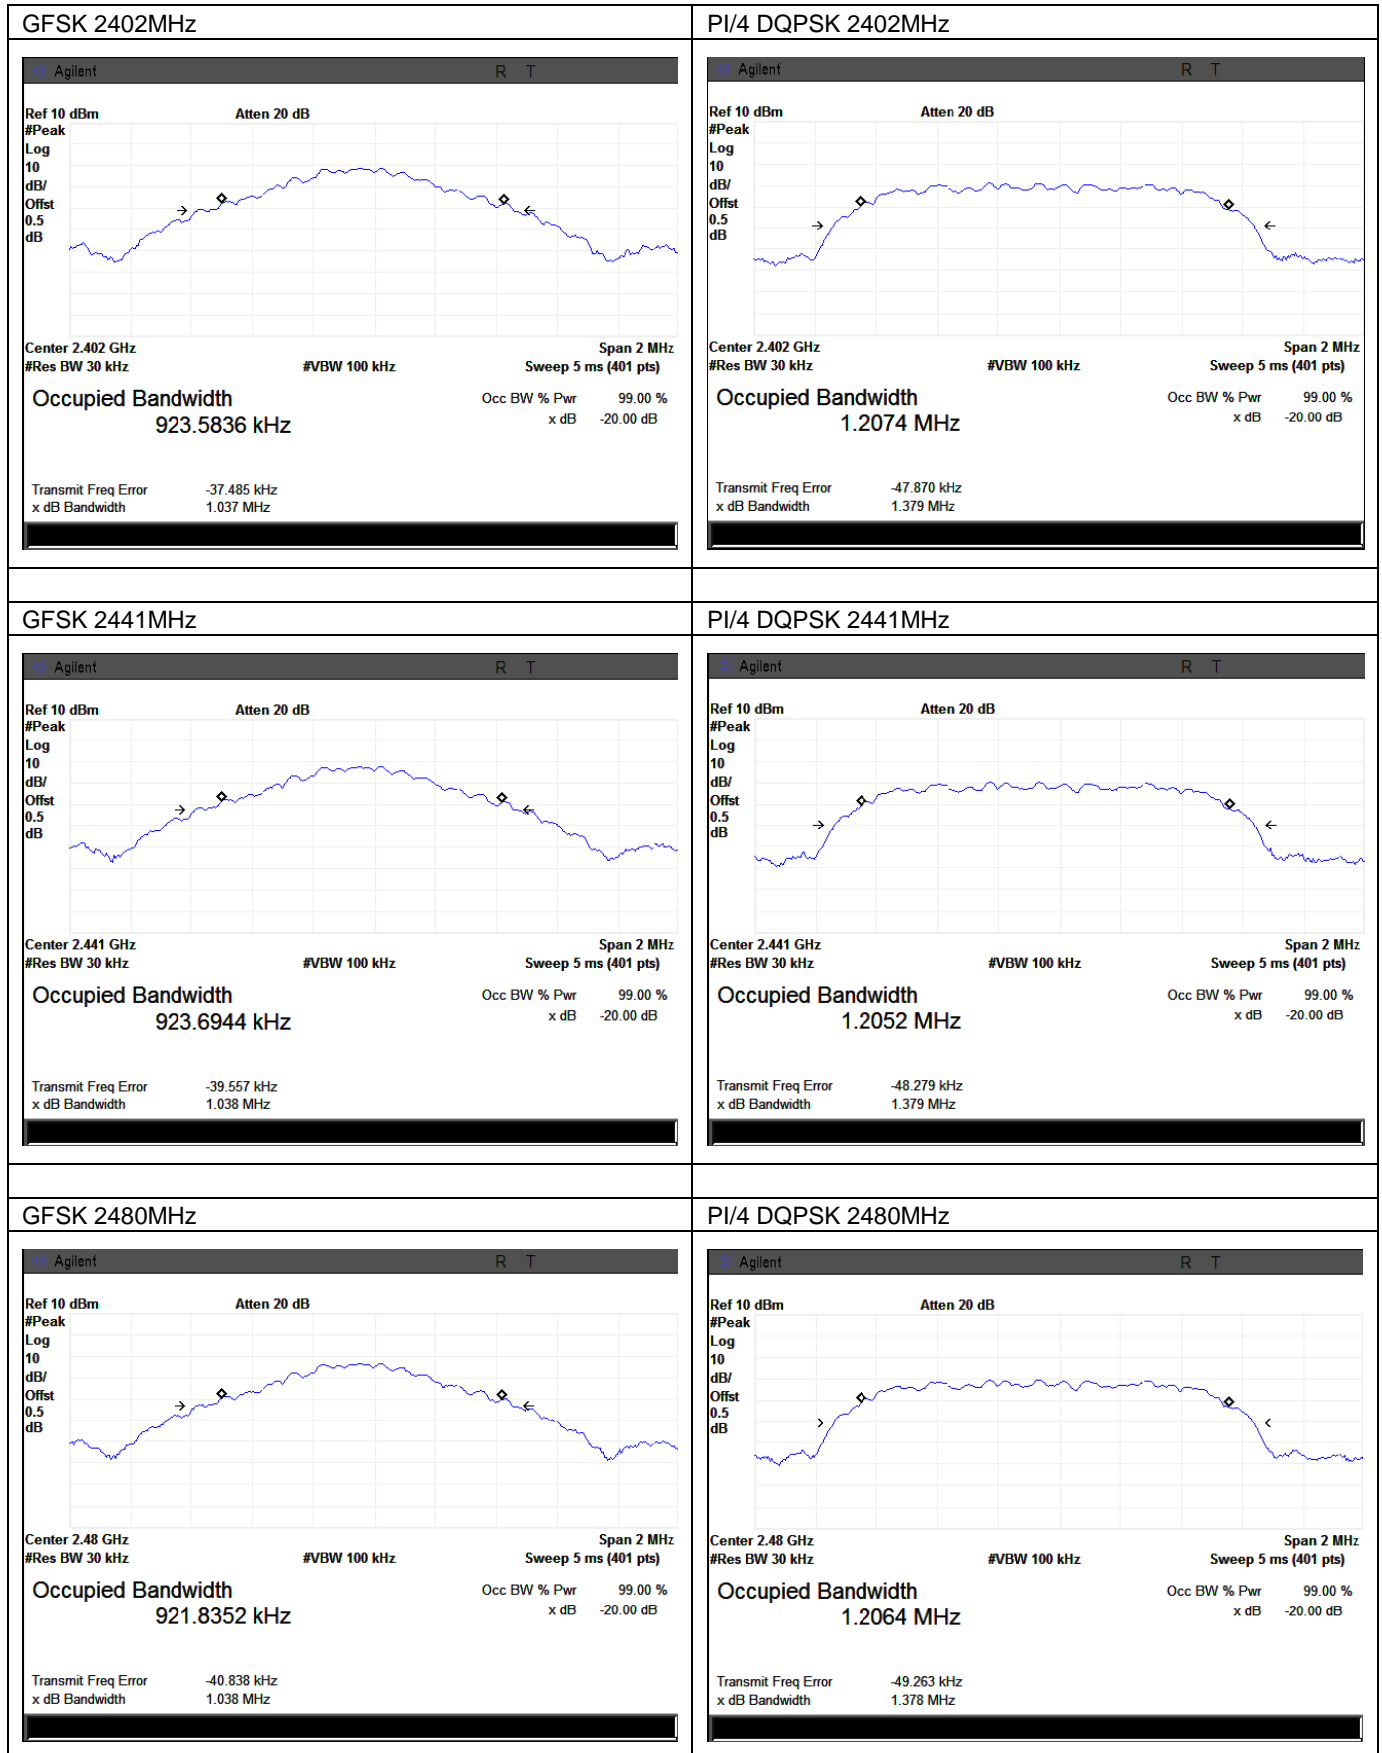 GFSK 2402MHz
PI/4 DQPSK 2402MHz
Agilent R T
Ref 10 dBm Atten 20 dB
#Peak
Log
10
dB/
Offst
0.5
dB
Center 2.402 GHz Span 2 MHz
#Res BW 30 kHz #VBW 100 kHz Sweep 5 ms (401 pts)
Occupied Bandwidth Occ BW % Pwr 99.00 %
923.5836 kHz x dB -20.00 dB
Transmit Freq Error -37.485 kHz
x dB Bandwidth 1.037 MHz
Agilent R T
Ref 10 dBm Atten 20 dB
#Peak
Log
10
dB/
Offst
0.5
dB
Center 2.402 GHz Span 2 MHz
#Res BW 30 kHz #VBW 100 kHz Sweep 5 ms (401 pts)
Occupied Bandwidth Occ BW % Pwr 99.00 %
1.2074 MHz x dB -20.00 dB
Transmit Freq Error -47.870 kHz
x dB Bandwidth 1.379 MHz
GFSK 2441MHz
PI/4 DQPSK 2441MHz
Agilent R T
Ref 10 dBm Atten 20 dB
#Peak
Log
10
dB/
Offst
0.5
dB
Center 2.441 GHz Span 2 MHz
#Res BW 30 kHz #VBW 100 kHz Sweep 5 ms (401 pts)
Occupied Bandwidth Occ BW % Pwr 99.00 %
923.6944 kHz x dB -20.00 dB
Transmit Freq Error -39.557 kHz
x dB Bandwidth 1.038 MHz
Agilent R T
Ref 10 dBm Atten 20 dB
#Peak
Log
10
dB/
Offst
0.5
dB
Center 2.441 GHz Span 2 MHz
#Res BW 30 kHz #VBW 100 kHz Sweep 5 ms (401 pts)
Occupied Bandwidth Occ BW % Pwr 99.00 %
1.2052 MHz x dB -20.00 dB
Transmit Freq Error -48.279 kHz
x dB Bandwidth 1.379 MHz
GFSK 2480MHz
PI/4 DQPSK 2480MHz
Agilent R T
Ref 10 dBm Atten 20 dB
#Peak
Log
10
dB/
Offst
0.5
dB
Center 2.48 GHz Span 2 MHz
#Res BW 30 kHz #VBW 100 kHz Sweep 5 ms (401 pts)
Occupied Bandwidth Occ BW % Pwr 99.00 %
921.8352 kHz x dB -20.00 dB
Transmit Freq Error -40.838 kHz
x dB Bandwidth 1.038 MHz
Agilent R T
Ref 10 dBm Atten 20 dB
#Peak
Log
10
dB/
Offst
0.5
dB
Center 2.48 GHz Span 2 MHz
#Res BW 30 kHz #VBW 100 kHz Sweep 5 ms (401 pts)
Occupied Bandwidth Occ BW % Pwr 99.00 %
1.2064 MHz x dB -20.00 dB
Transmit Freq Error -49.263 kHz
x dB Bandwidth 1.378 MHz